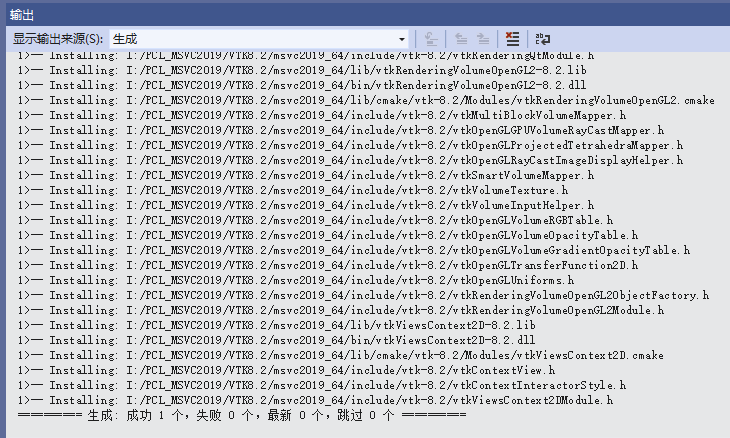 输出
显示输出来源(S): 生成
1>-- Installing: I:/PCL_MSVC2019/VTK8.2/msvc2019_64/include/vtk-8.2/vtkRenderingQtModule.h
1>-- Installing: I:/PCL_MSVC2019/VTK8.2/msvc2019_64/lib/vtkRenderingVolumeOpenGL2-8.2.lib
1>-- Installing: I:/PCL_MSVC2019/VTK8.2/msvc2019_64/bin/vtkRenderingVolumeOpenGL2-8.2.dll
1>-- Installing: I:/PCL_MSVC2019/VTK8.2/msvc2019_64/lib/cmake/vtk-8.2/Modules/vtkRenderingVolumeOpenGL2.cmake
1>-- Installing: I:/PCL_MSVC2019/VTK8.2/msvc2019_64/include/vtk-8.2/vtkMultiBlockVolumeMapper.h
1>-- Installing: I:/PCL_MSVC2019/VTK8.2/msvc2019_64/include/vtk-8.2/vtkOpenGLGPUVolumeRayCastMapper.h
1>-- Installing: I:/PCL_MSVC2019/VTK8.2/msvc2019_64/include/vtk-8.2/vtkOpenGLProjectedTetrahedraMapper.h
1>-- Installing: I:/PCL_MSVC2019/VTK8.2/msvc2019_64/include/vtk-8.2/vtkOpenGLRayCastImageDisplayHelper.h
1>-- Installing: I:/PCL_MSVC2019/VTK8.2/msvc2019_64/include/vtk-8.2/vtkSmartVolumeMapper.h
1>-- Installing: I:/PCL_MSVC2019/VTK8.2/msvc2019_64/include/vtk-8.2/vtkVolumeTexture.h
1>-- Installing: I:/PCL_MSVC2019/VTK8.2/msvc2019_64/include/vtk-8.2/vtkVolumeInputHelper.h
1>-- Installing: I:/PCL_MSVC2019/VTK8.2/msvc2019_64/include/vtk-8.2/vtkOpenGLVolumeRGBTable.h
1>-- Installing: I:/PCL_MSVC2019/VTK8.2/msvc2019_64/include/vtk-8.2/vtkOpenGLVolumeOpacityTable.h
1>-- Installing: I:/PCL_MSVC2019/VTK8.2/msvc2019_64/include/vtk-8.2/vtkOpenGLVolumeGradientOpacityTable.h
1>-- Installing: I:/PCL_MSVC2019/VTK8.2/msvc2019_64/include/vtk-8.2/vtkOpenGLTransferFunction2D.h
1>-- Installing: I:/PCL_MSVC2019/VTK8.2/msvc2019_64/include/vtk-8.2/vtkOpenGLUniforms.h
1>-- Installing: I:/PCL_MSVC2019/VTK8.2/msvc2019_64/include/vtk-8.2/vtkRenderingVolumeOpenGL2ObjectFactory.h
1>-- Installing: I:/PCL_MSVC2019/VTK8.2/msvc2019_64/include/vtk-8.2/vtkRenderingVolumeOpenGL2Module.h
1>-- Installing: I:/PCL_MSVC2019/VTK8.2/msvc2019_64/lib/vtkViewsContext2D-8.2.lib
1>-- Installing: I:/PCL_MSVC2019/VTK8.2/msvc2019_64/bin/vtkViewsContext2D-8.2.dll
1>-- Installing: I:/PCL_MSVC2019/VTK8.2/msvc2019_64/lib/cmake/vtk-8.2/Modules/vtkViewsContext2D.cmake
1>-- Installing: I:/PCL_MSVC2019/VTK8.2/msvc2019_64/include/vtk-8.2/vtkContextView.h
1>-- Installing: I:/PCL_MSVC2019/VTK8.2/msvc2019_64/include/vtk-8.2/vtkContextInteractorStyle.h
1>-- Installing: I:/PCL_MSVC2019/VTK8.2/msvc2019_64/include/vtk-8.2/vtkViewsContext2DModule.h
========== 生成: 成功 1 个，失败 0 个，最新 0 个，跳过 0 个 ==========